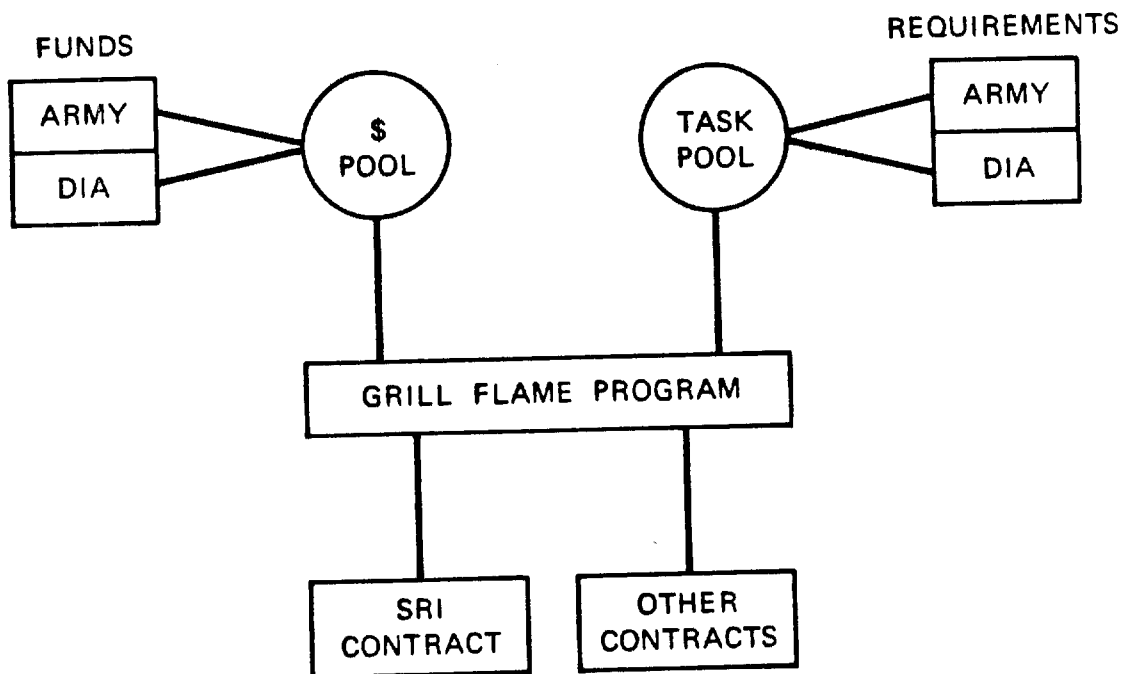 FUNDS
ARMY
DIA
$
POOL
TASK
POOL
REQUIREMENTS
ARMY
DIA
GRILL FLAME PROGRAM
SRI
CONTRACT
OTHER
CONTRACTS